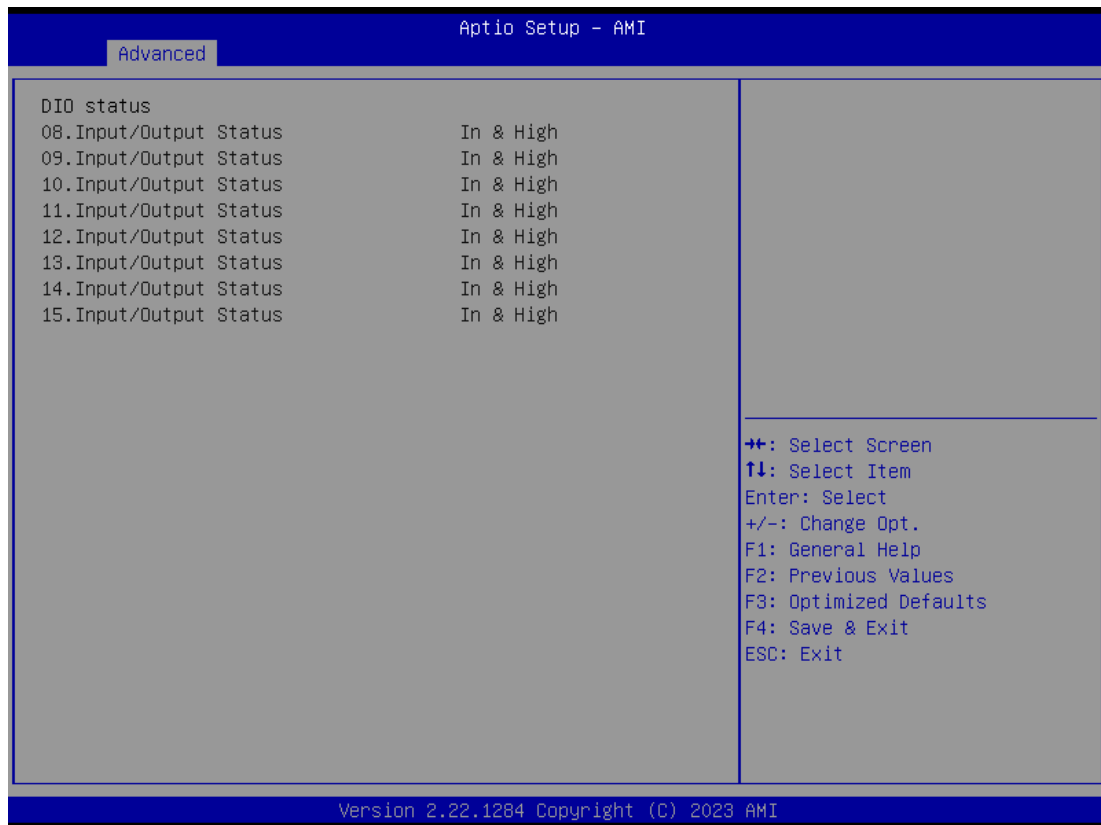 Aptio Setup – AMI
Advanced
DIO status
08.Input/Output Status In & High
09.Input/Output Status In & High
10.Input/Output Status In & High
11.Input/Output Status In & High
12.Input/Output Status In & High
13.Input/Output Status In & High
14.Input/Output Status In & High
15.Input/Output Status In & High
→←: Select Screen
↑↓: Select Item
Enter: Select
+/-: Change Opt.
F1: General Help
F2: Previous Values
F3: Optimized Defaults
F4: Save & Exit
ESC: Exit
Version 2.22.1284 Copyright (C) 2023 AMI